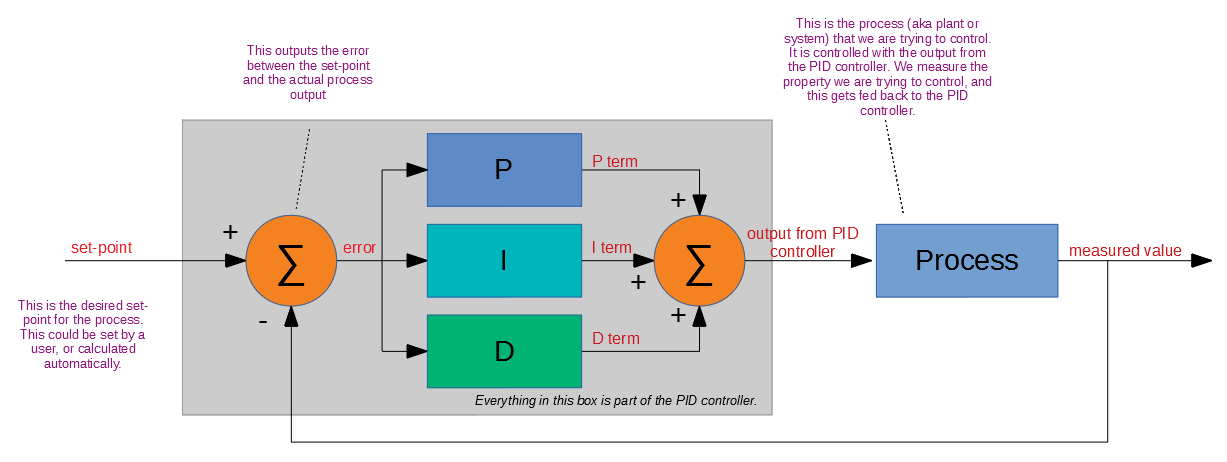 This is the process (aka plant or
system) that we are trying to control.
It is controlled with the output from
the PID controller. We measure the
property we are trying to control, and
this gets fed back to the PID
controller.
This outputs the error
between the set-point
and the actual process
output
P
P term
+
+
set-point
∑
error
I
I term
∑
+
output from PID
controller
Process
measured value
This is the desired set-
point for the process.
This could be set by a
user, or calculated
automatically.
-
+
D
D term
Everything in this box is part of the PID controller.